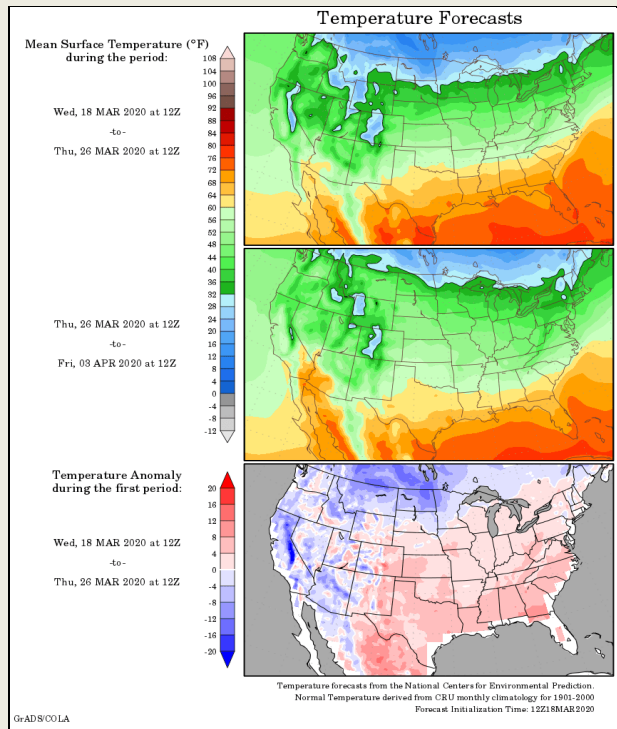 Temperature Forecasts
Mean Surface Temperature (°F)
during the period:
Wed, 18 MAR 2020 at 12Z
-to-
Thu, 26 MAR 2020 at 12Z
108
104
100
96
92
88
84
80
76
72
68
64
60
56
52
48
44
40
36
32
28
24
20
16
12
8
4
0
-4
-8
-12
Thu, 26 MAR 2020 at 12Z
-to-
Fri, 03 APR 2020 at 12Z
Temperature Anomaly
during the first period:
Wed, 18 MAR 2020 at 12Z
-to-
Thu, 26 MAR 2020 at 12Z
20
16
12
8
4
0
-4
-8
-12
-16
-20
Temperature forecasts from the National Centers for Environmental Prediction.
Normal Temperature derived from CRU monthly climatology for 1901-2000
Forecast Initialization Time: 12Z18MAR2020
GrADS/COLA